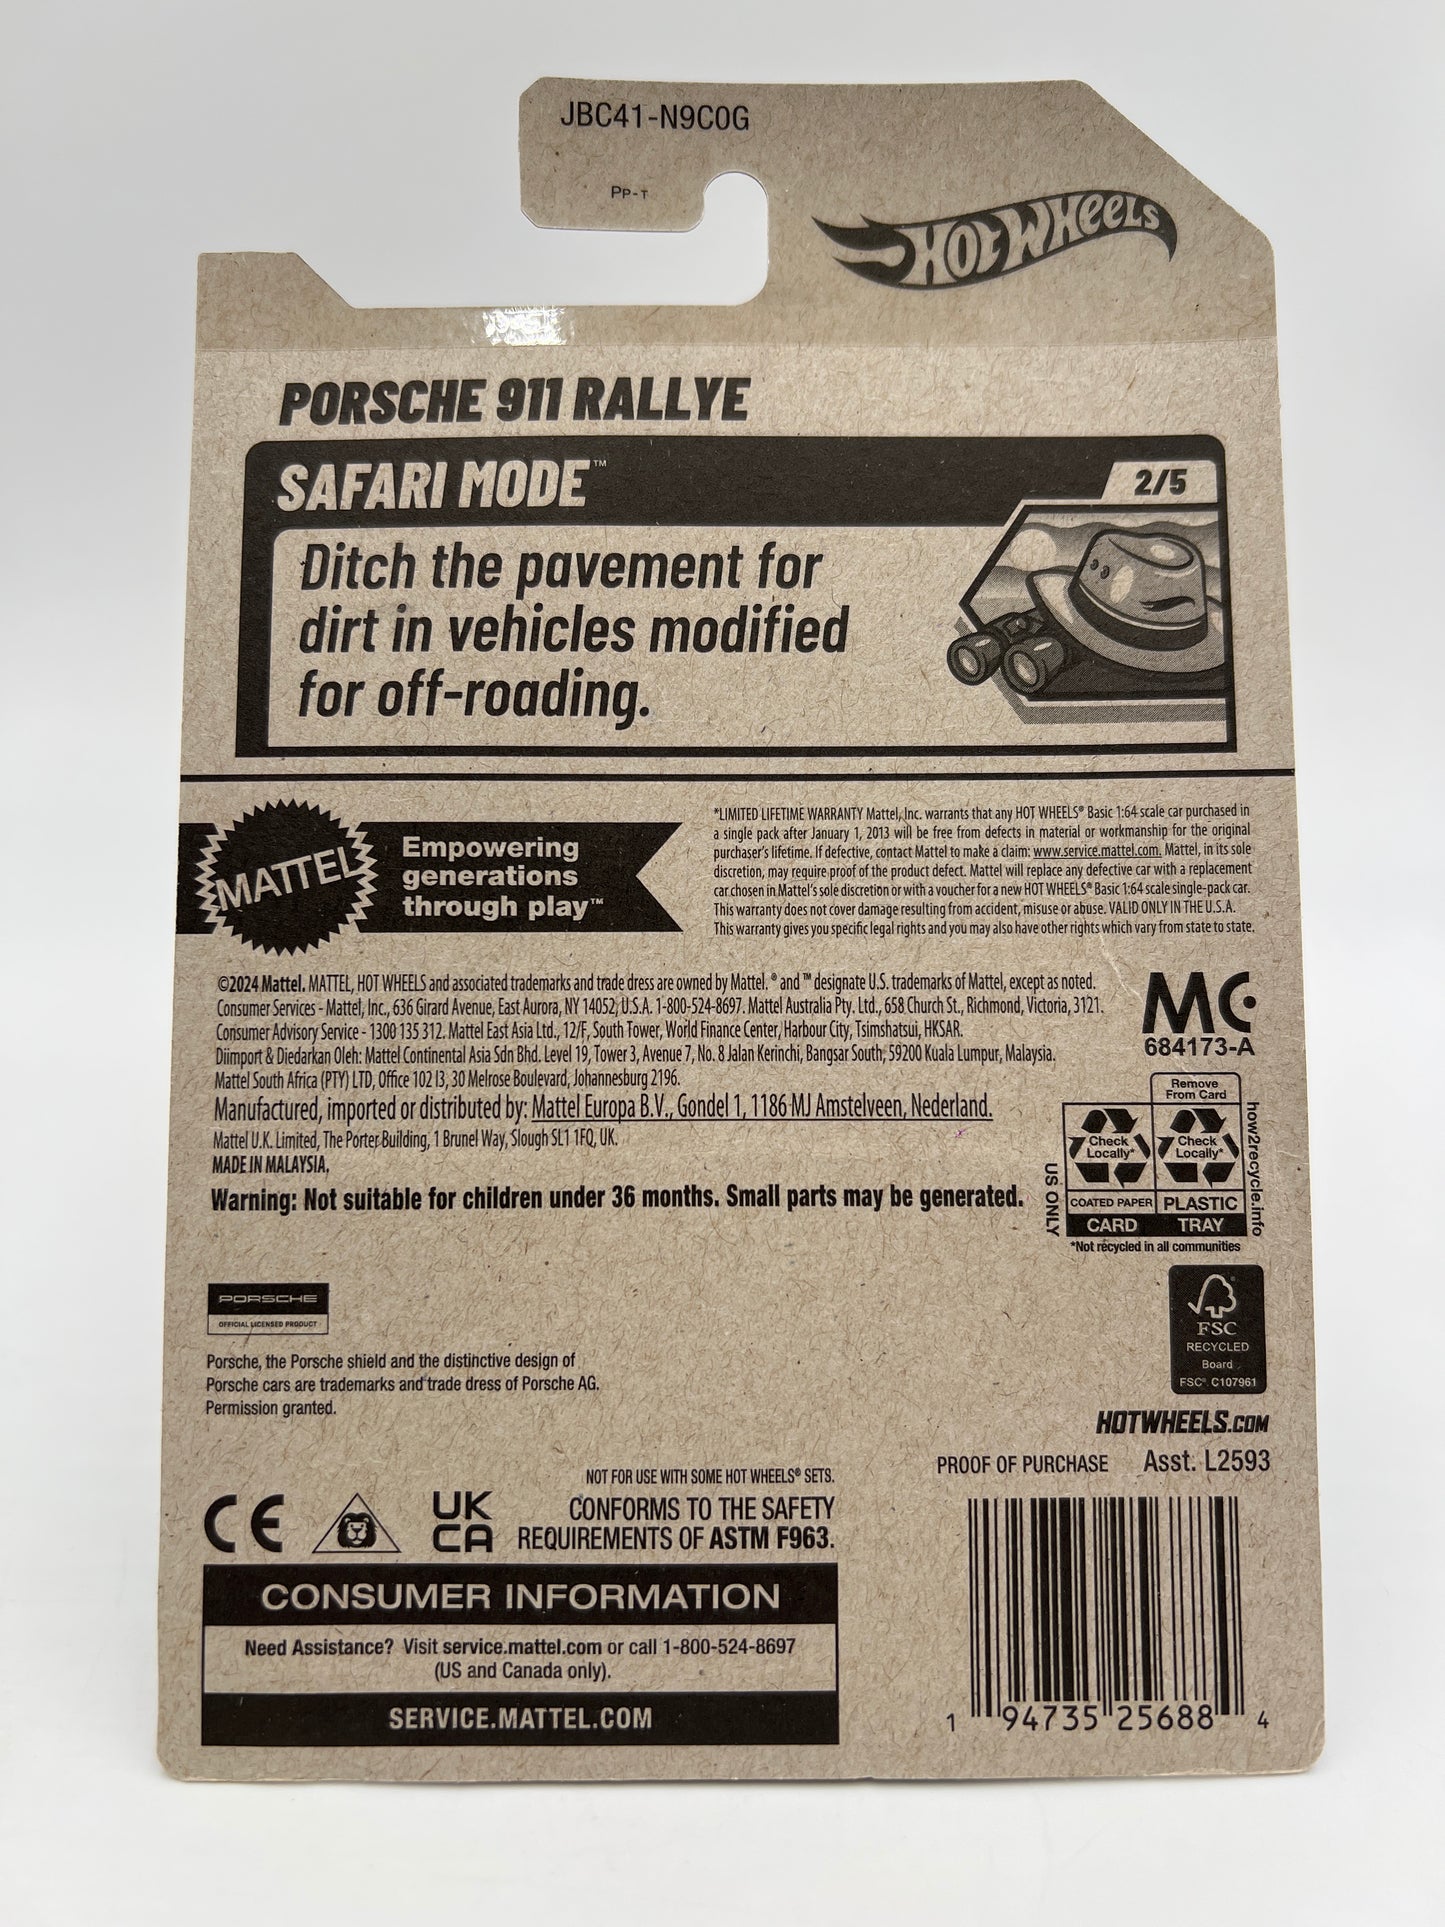 JBC41-N9C0G
PP-T
HOT WHEELS
PORSCHE 911 RALLYE
SAFARI MODE™
2/5
Ditch the pavement for
dirt in vehicles modified
for off-roading.
MATTEL
Empowering
generations
through play™
*LIMITED LIFETIME WARRANTY Mattel, Inc. warrants that any HOT WHEELS® Basic 1:64 scale car purchased in
a single pack after January 1, 2013 will be free from defects in material or workmanship for the original
purchaser's lifetime. If defective, contact Mattel to make a claim: www.service.mattel.com. Mattel, in its sole
discretion, may require proof of the product defect. Mattel will replace any defective car with a replacement
car chosen in Mattel's sole discretion or with a voucher for a new HOT WHEELS® Basic 1:64 scale single-pack car.
This warranty does not cover damage resulting from accident, misuse or abuse. VALID ONLY IN THE U.S.A.
This warranty gives you specific legal rights and you may also have other rights which vary from state to state.
©2024 Mattel. MATTEL, HOT WHEELS and associated trademarks and trade dress are owned by Mattel. ® and ™ designate U.S. trademarks of Mattel, except as noted.
Consumer Services - Mattel, Inc., 636 Girard Avenue, East Aurora, NY 14052, U.S.A. 1-800-524-8697. Mattel Australia Pty. Ltd., 658 Church St., Richmond, Victoria, 3121.
Consumer Advisory Service - 1300 135 312. Mattel East Asia Ltd., 12/F, South Tower, World Finance Center, Harbour City, Tsimshatsui, HKSAR.
Diimport & Diedarkan Oleh: Mattel Continental Asia Sdn Bhd. Level 19, Tower 3, Avenue 7, No. 8 Jalan Kerinchi, Bangsar South, 59200 Kuala Lumpur, Malaysia.
Mattel South Africa (PTY) LTD, Office 102 I3, 30 Melrose Boulevard, Johannesburg 2196.
Manufactured, imported or distributed by: Mattel Europa B.V., Gondel 1, 1186 MJ Amstelveen, Nederland.
Mattel U.K. Limited, The Porter Building, 1 Brunel Way, Slough SL1 1FQ, UK.
MADE IN MALAYSIA.
Warning: Not suitable for children under 36 months. Small parts may be generated.
MC
684173-A
Remove
From Card
Check
Locally*
Check
Locally*
COATED PAPER
PLASTIC
CARD
TRAY
US ONLY
how2recycle.info
*Not recycled in all communities
PORSCHE
OFFICIAL LICENSED PRODUCT
Porsche, the Porsche shield and the distinctive design of
Porsche cars are trademarks and trade dress of Porsche AG.
Permission granted.
FSC
RECYCLED
Board
FSC® C107961
HOTWHEELS.COM
PROOF OF PURCHASE
Asst. L2593
NOT FOR USE WITH SOME HOT WHEELS® SETS.
CE
UK
CA
CONFORMS TO THE SAFETY
REQUIREMENTS OF ASTM F963.
CONSUMER INFORMATION
Need Assistance? Visit service.mattel.com or call 1-800-524-8697
(US and Canada only).
SERVICE.MATTEL.COM
1 94735 25688 4